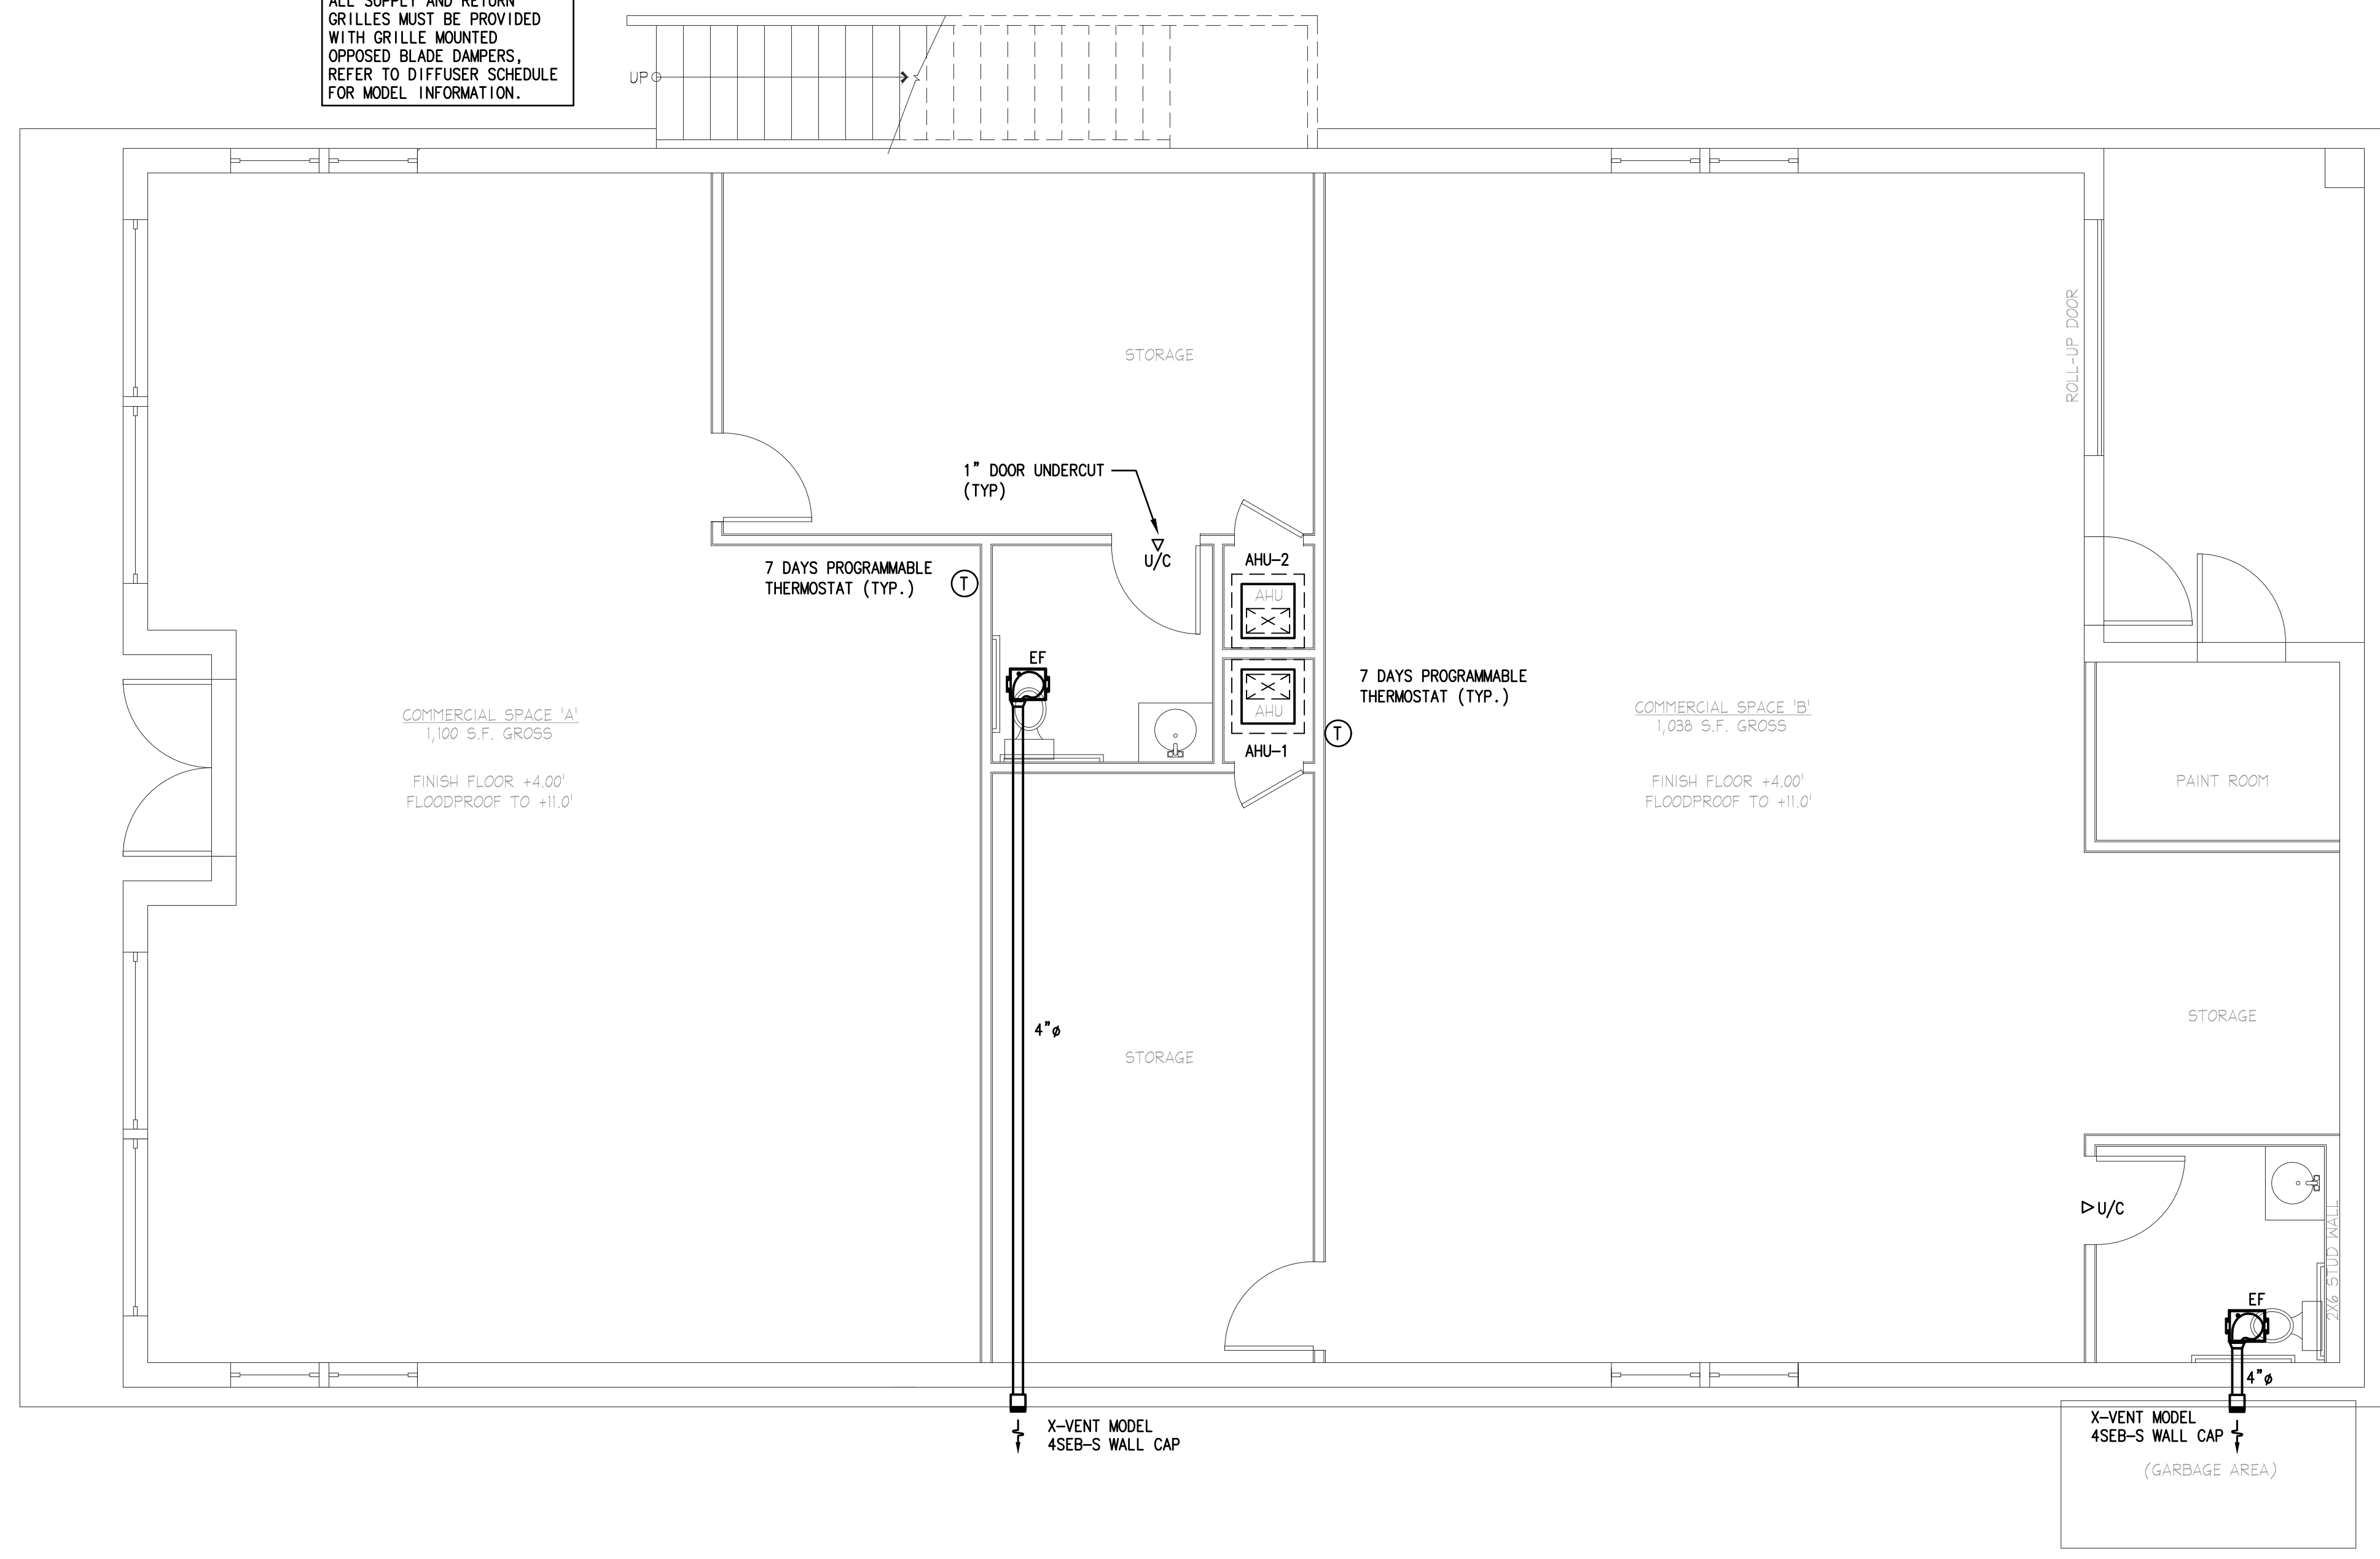 ALL SUPPLY AND RETURN
GRILLES MUST BE PROVIDED
WITH GRILLE MOUNTED
OPPOSED BLADE DAMPERS,
REFER TO DIFFUSER SCHEDULE
FOR MODEL INFORMATION.
UP
STORAGE
ROLL-UP DOOR
1" DOOR UNDERCUT
(TYP)
U/C
AHU-2
AHU
7 DAYS PROGRAMMABLE
THERMOSTAT (TYP.)
T
EF
AHU
AHU-1
7 DAYS PROGRAMMABLE
THERMOSTAT (TYP.)
T
COMMERCIAL SPACE 'A'
1,100 S.F. GROSS
FINISH FLOOR +4.00'
FLOODPROOF TO +11.0'
COMMERCIAL SPACE 'B'
1,038 S.F. GROSS
FINISH FLOOR +4.00'
FLOODPROOF TO +11.0'
PAINT ROOM
4"ø
STORAGE
STORAGE
U/C
2X6 STUD WALL
EF
4"ø
X-VENT MODEL
4SEB-S WALL CAP
X-VENT MODEL
4SEB-S WALL CAP
(GARBAGE AREA)